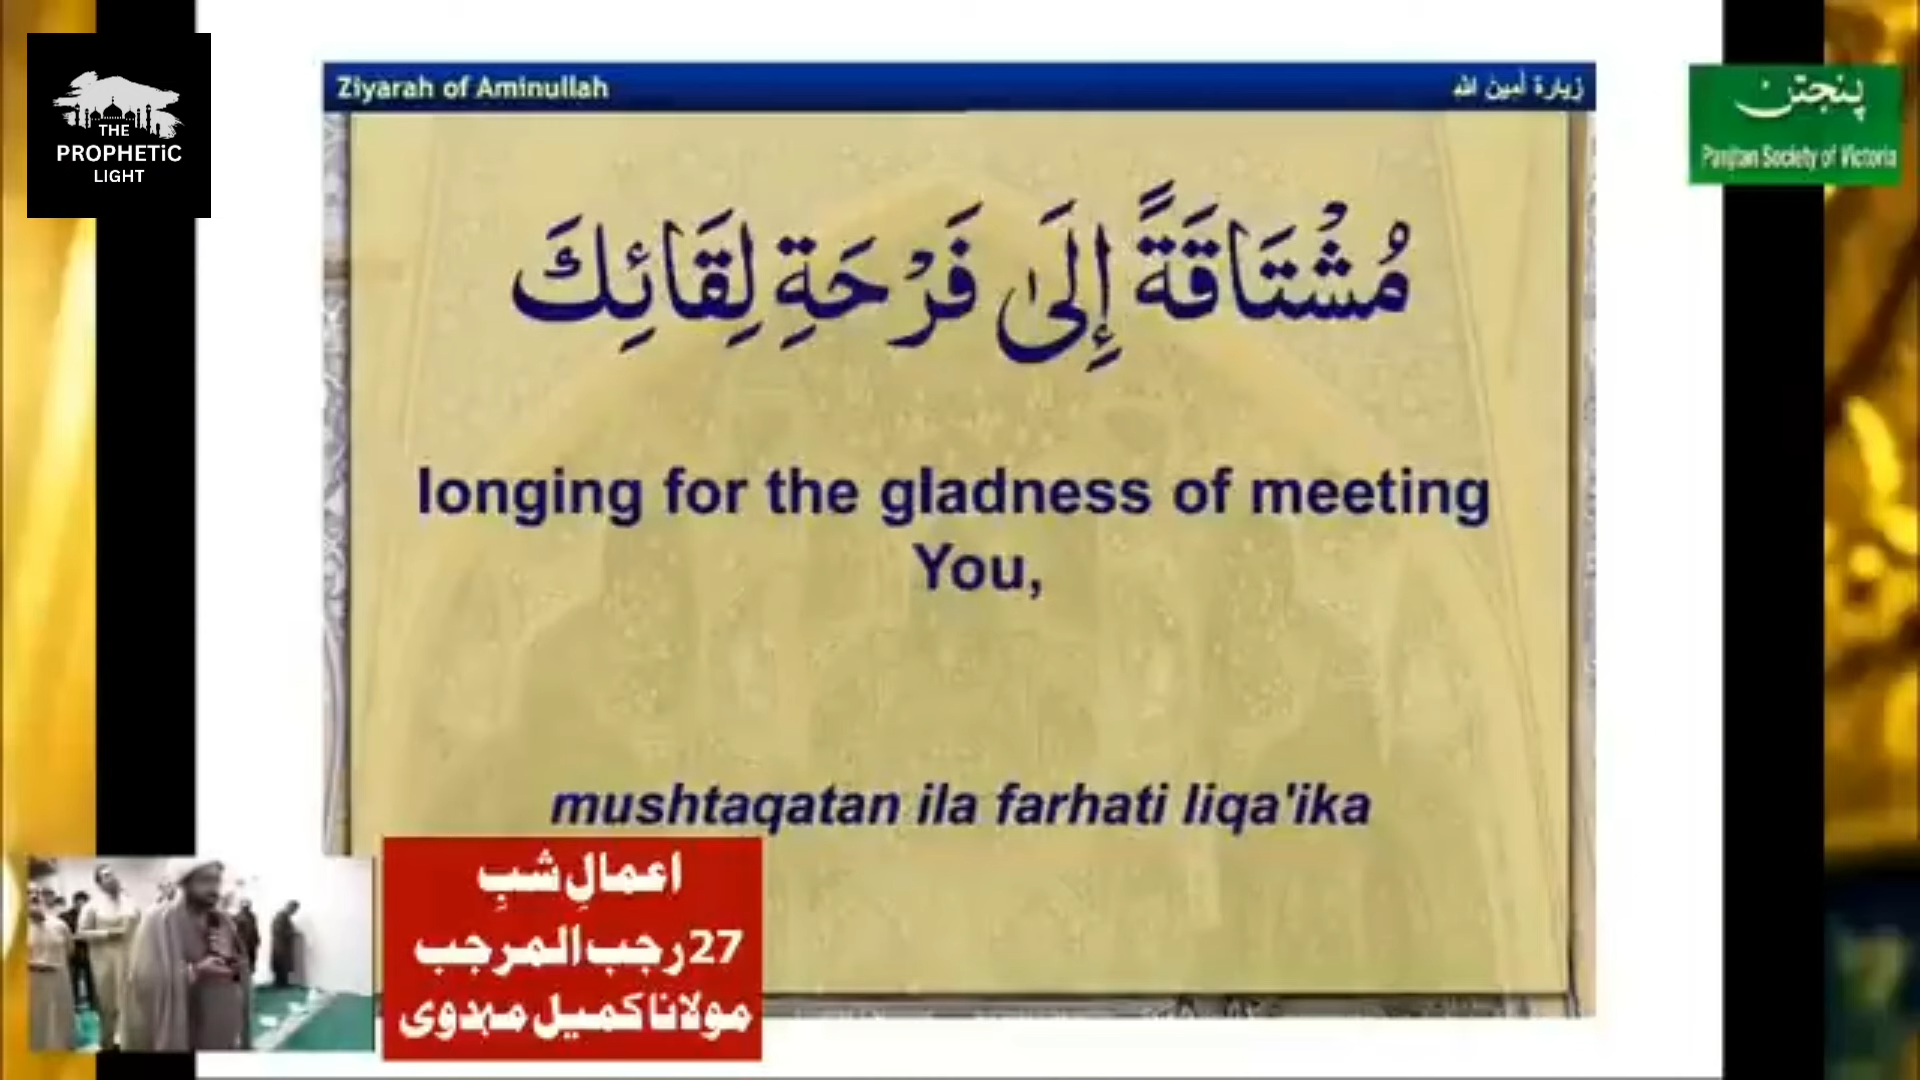 THE
PROPHETiC
LIGHT
Ziyarah of Aminullah
زيارة أمين الله
پنجتن
Panjtan Society of Victoria
مُشْتَاقَةً إِلَىٰ فَرْحَةِ لِقَائِكَ
longing for the gladness of meeting
You,
mushtaqatan ila farhati liqa'ika
اعمالِ شبِ
27 رجب المرجب
مولانا کمیل مہدوی